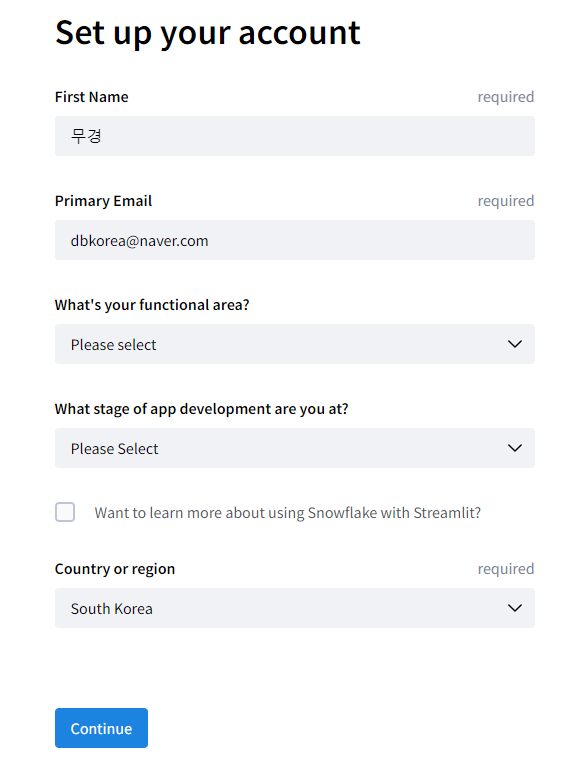 Set up your account
First Name required
무경
Primary Email required
dbkorea@naver.com
What's your functional area?
Please select
What stage of app development are you at?
Please Select
Want to learn more about using Snowflake with Streamlit?
Country or region required
South Korea
Continue